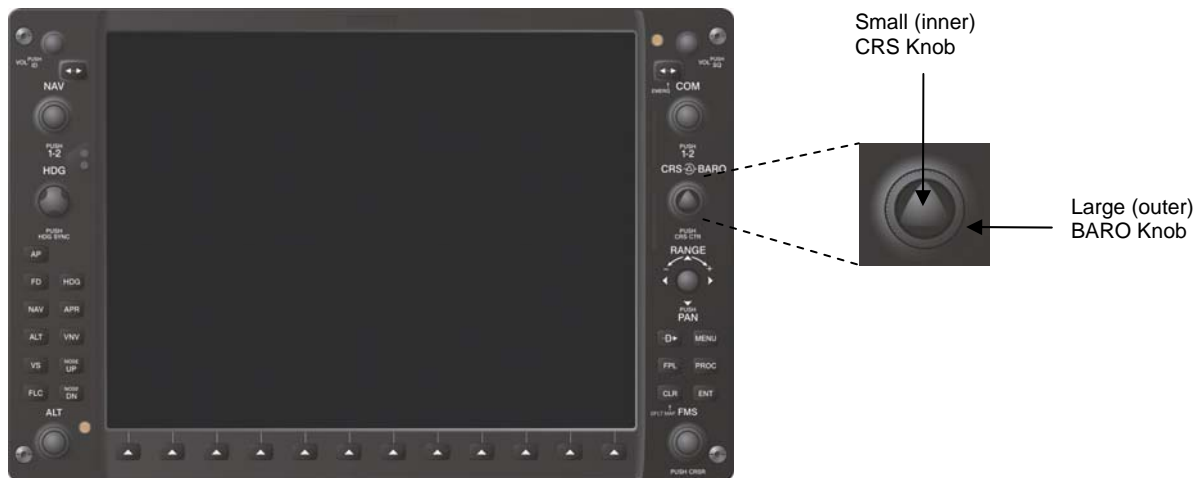 Small (inner)
CRS Knob
Large (outer)
BARO Knob
VOL PUSH ID
NAV
PUSH
1-2
HDG
PUSH
HDG SYNC
AP
FD HDG
NAV APR
ALT VNV
VS NOSE UP
FLC NOSE DN
ALT
VOL PUSH SQ
EMERG
COM
PUSH
1-2
CRS BARO
PUSH
CRS CTR
RANGE
- +
PUSH
PAN
D MENU
FPL PROC
CLR ENT
DFLT MAP FMS
PUSH CRSR